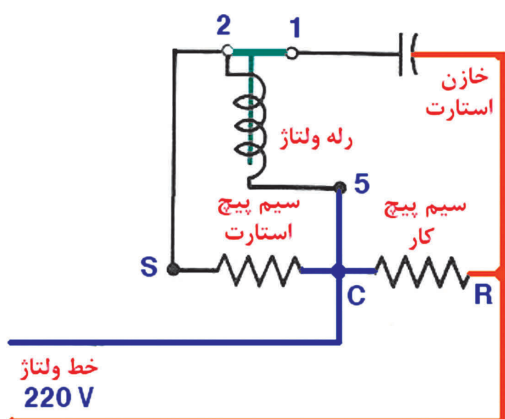 2
1
خازن
استارت
رله ولتاژ
5
سیم پیچ
استارت
سیم پیچ
کار
S
C
R
خط ولتاژ
220 V